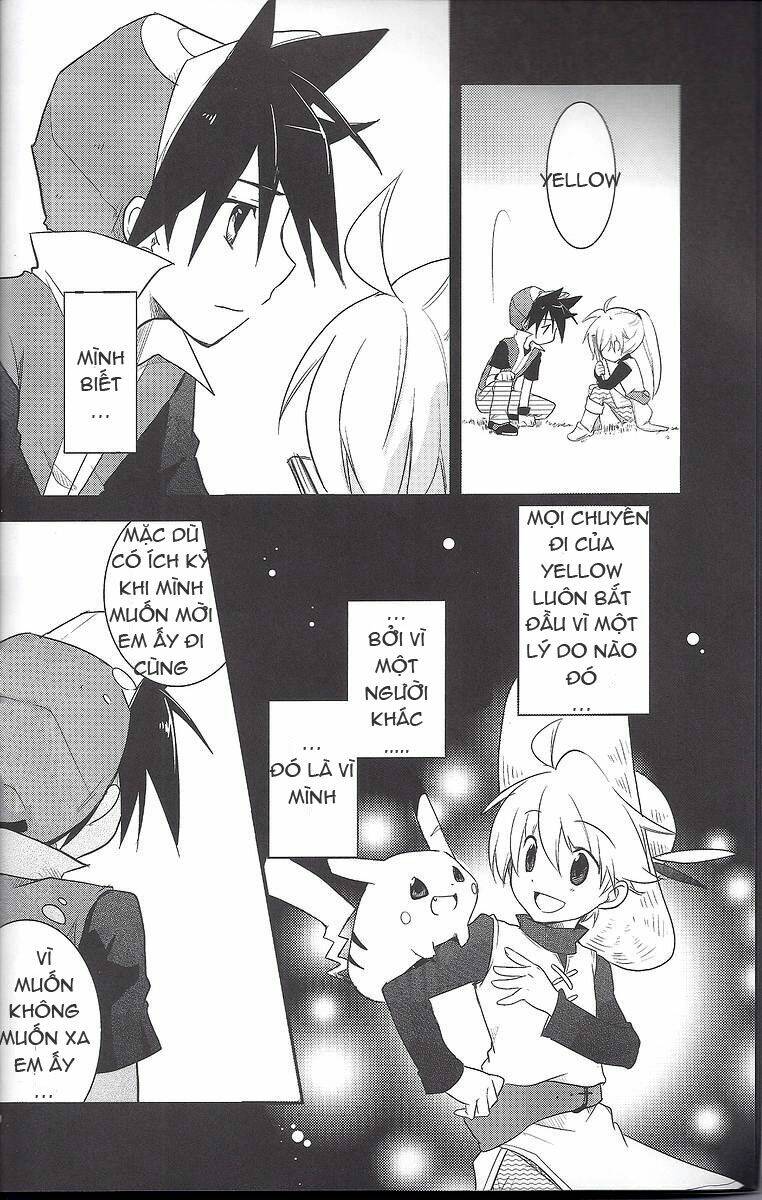 YELLOW
MÌNH
BIẾT
...
MỌI CHUYẾN
ĐI CỦA
YELLOW
LUÔN BẮT
ĐẦU VÌ MỘT
LÝ DO NÀO
ĐÓ
...
...
BỞI VÌ
MỘT
NGƯỜI
KHÁC
.....
...
ĐÓ LÀ VÌ
MÌNH
MẶC DÙ
CÓ ÍCH KỶ
KHI MÌNH
MUỐN MỜI
EM ẤY ĐI
CÙNG
VÌ
MUỐN
KHÔNG
MUỐN XA
EM ẤY
...